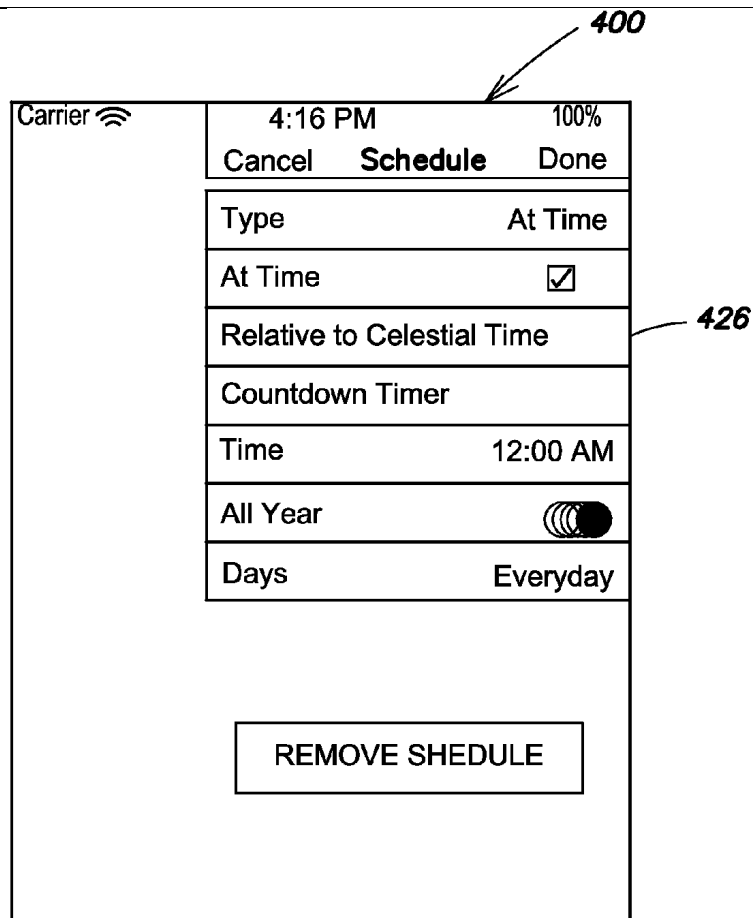 400
Carrier 4:16 PM 100%
Cancel Schedule Done
Type At Time
At Time
Relative to Celestial Time
426
Countdown Timer
Time 12:00 AM
All Year
Days Everyday
REMOVE SHEDULE